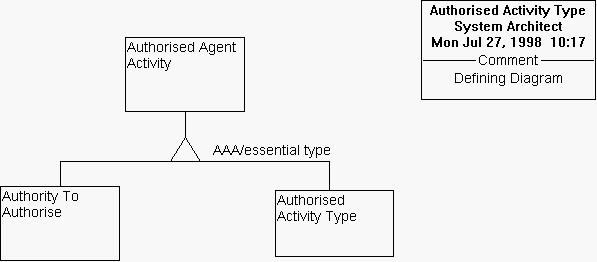 Authorised Activity Type
System Architect
Mon Jul 27, 1998 10:17
Comment
Defining Diagram
Authorised Agent
Activity
AAA/essential type
Authority To
Authorise
Authorised
Activity Type